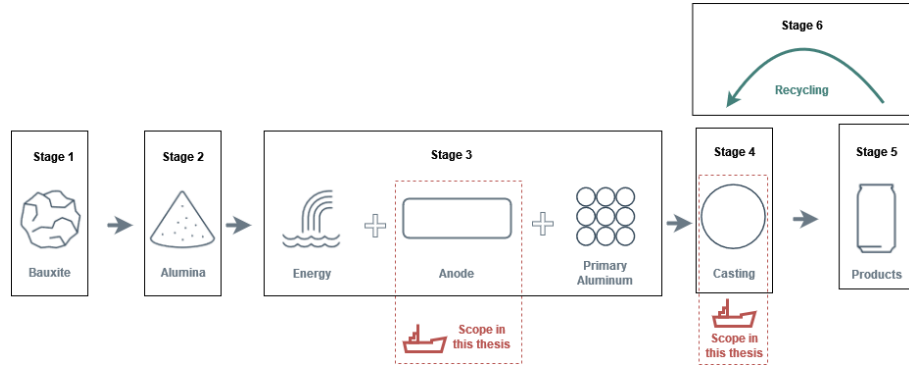 Stage 6
Recycling
Stage 1
Stage 2
Stage 3
Stage 4
Stage 5
Bauxite
Alumina
Energy
Anode
Primary
Aluminum
Casting
Products
Scope in
this thesis
Scope in
this thesis